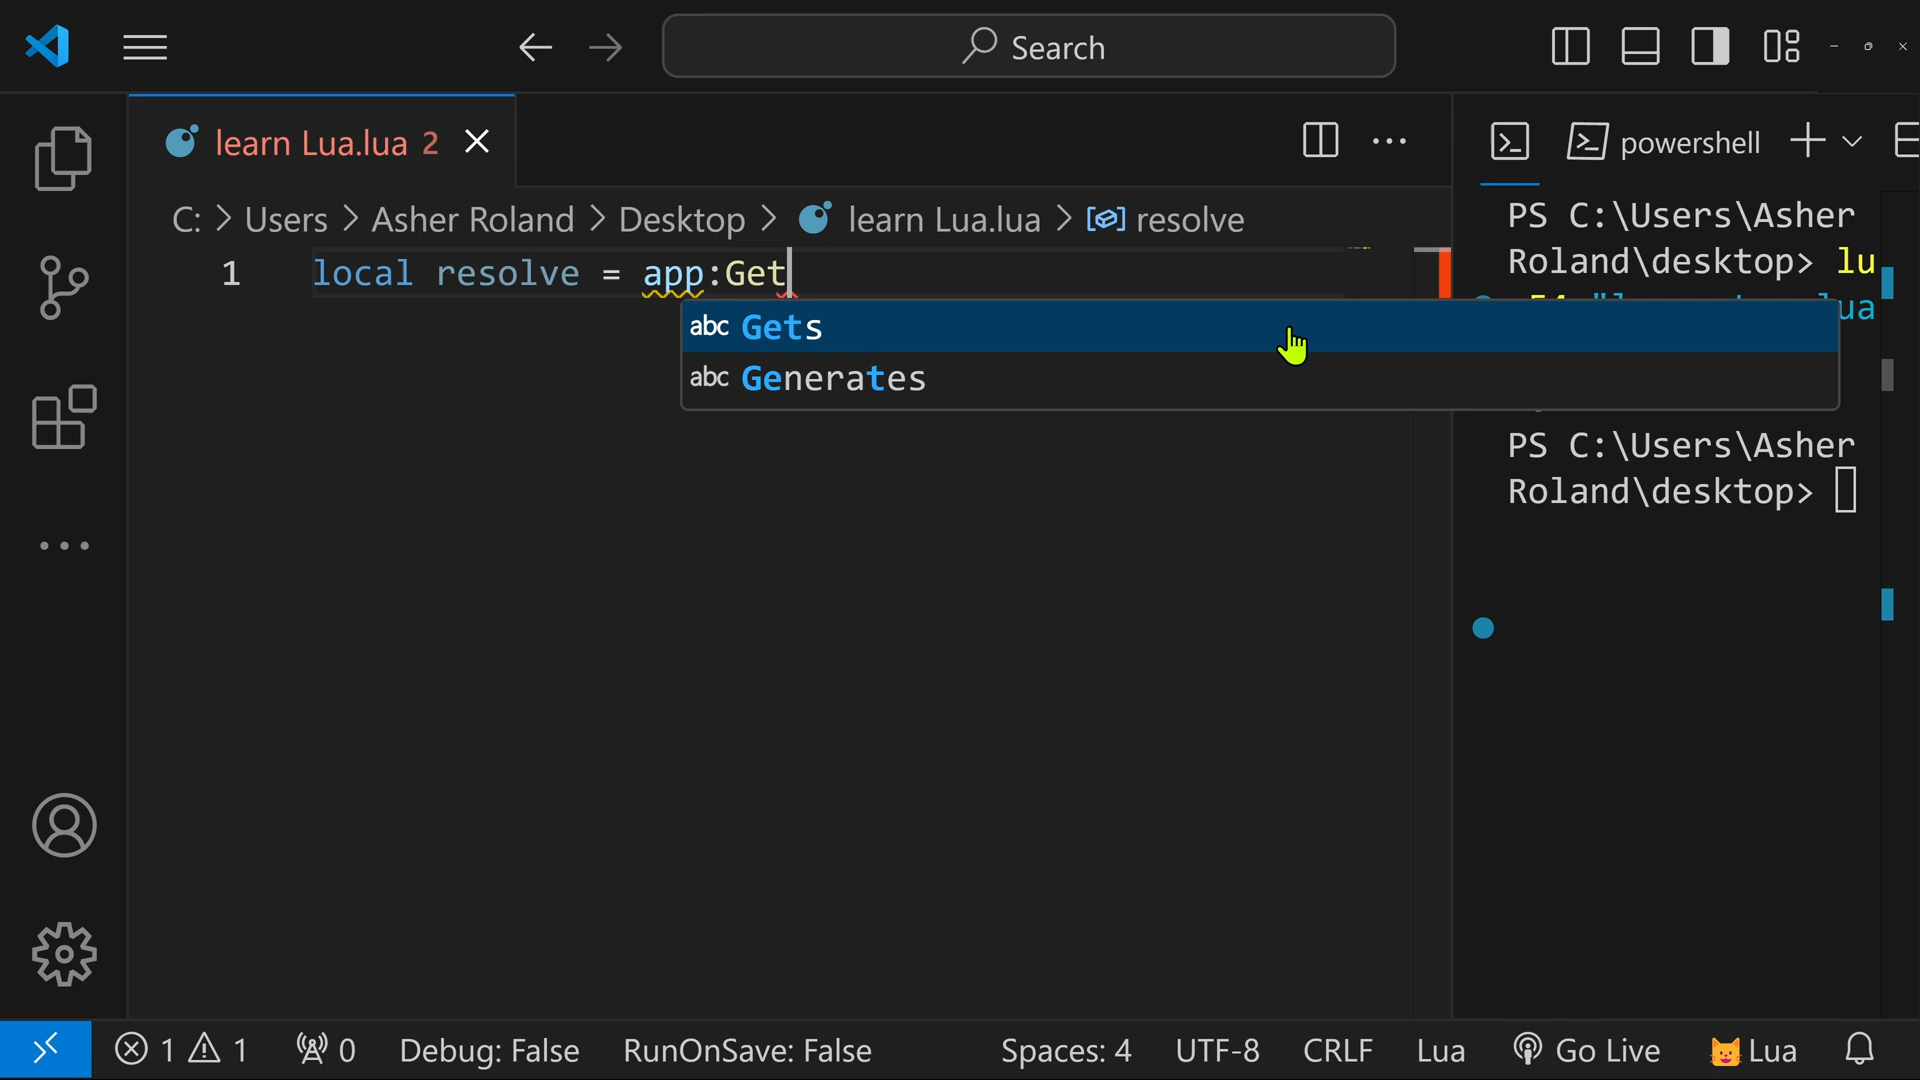 Search
learn Lua.lua 2
powershell
C: > Users > Asher Roland > Desktop > learn Lua.lua > resolve
1 local resolve = app:Get
abc Gets
abc Generates
PS C:\Users\Asher
Roland\desktop> lu
ua
PS C:\Users\Asher
Roland\desktop>
1 1 0 Debug: False RunOnSave: False Spaces: 4 UTF-8 CRLF Lua Go Live Lua